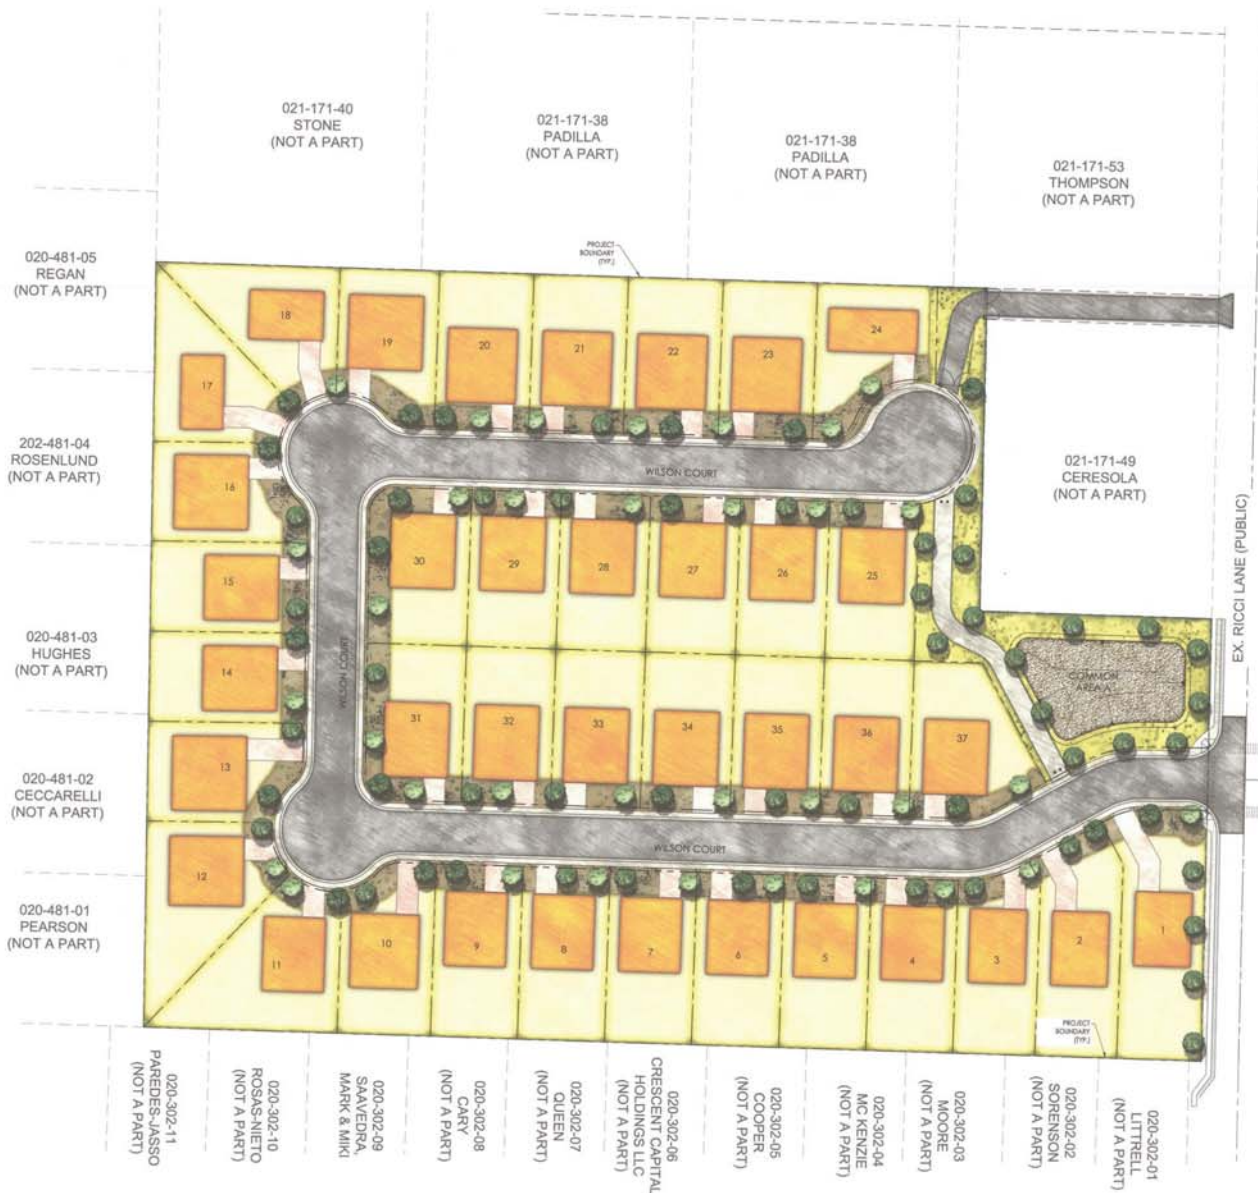 021-171-40
STONE
(NOT A PART)
021-171-38
PADILLA
(NOT A PART)
021-171-38
PADILLA
(NOT A PART)
021-171-53
THOMPSON
(NOT A PART)
020-481-05
REGAN
(NOT A PART)
202-481-04
ROSENLUND
(NOT A PART)
020-481-03
HUGHES
(NOT A PART)
020-481-02
CECCARELLI
(NOT A PART)
020-481-01
PEARSON
(NOT A PART)
PROJECT
BOUNDARY
(TYP.)
18
19
20
21
22
23
24
17
16
WILSON COURT
021-171-49
CERESOLA
(NOT A PART)
EX. RICCI LANE (PUBLIC)
15
30
29
28
27
26
25
14
WILSON COURT
COMMON
AREA A
13
31
32
33
34
35
36
37
12
WILSON COURT
11
10
9
8
7
6
5
4
3
2
1
PROJECT
BOUNDARY
(TYP.)
020-302-11
PAREDES-JASSO
(NOT A PART)
020-302-10
ROSAS-NIETO
(NOT A PART)
020-302-09
SAAVEDRA,
MARK & MIKI
020-302-08
CARY
(NOT A PART)
020-302-07
QUEEN
(NOT A PART)
020-302-06
CRESCENT CAPITAL
HOLDINGS LLC
(NOT A PART)
020-302-05
COOPER
(NOT A PART)
020-302-04
MC KENZIE
(NOT A PART)
020-302-03
MOORE
(NOT A PART)
020-302-02
SORENSON
(NOT A PART)
020-302-01
LITTRELL
(NOT A PART)